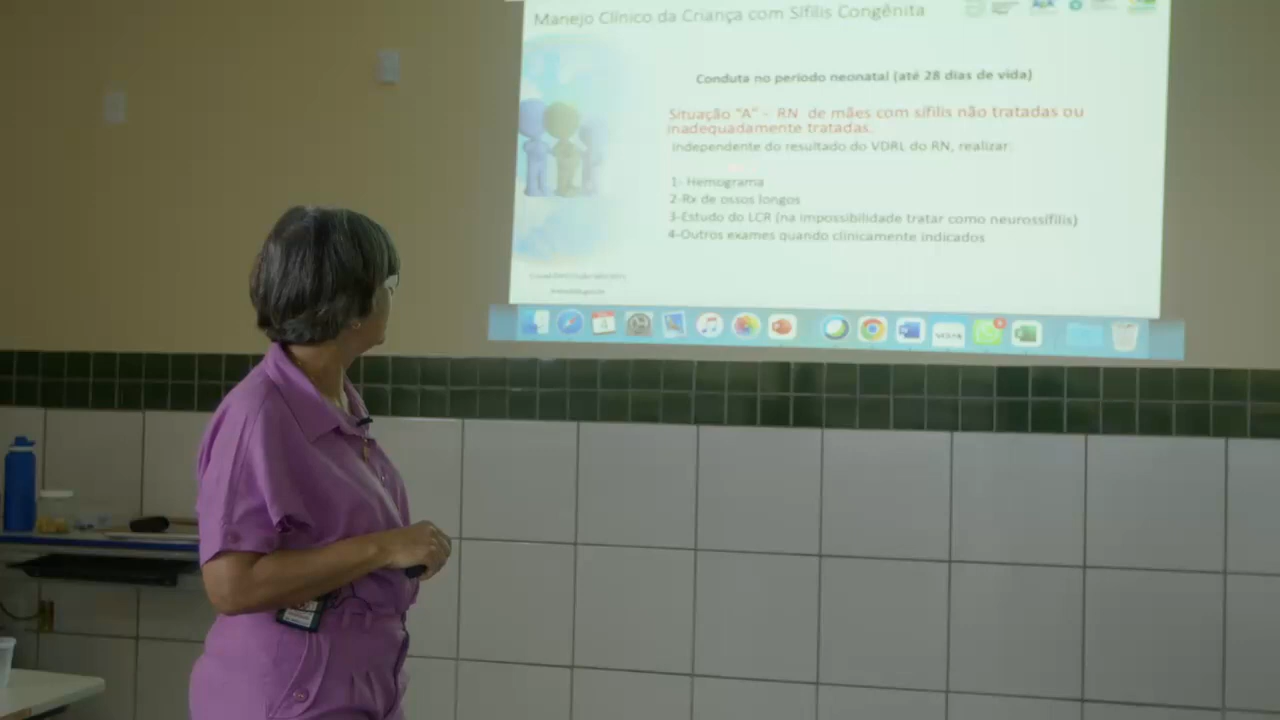 Manejo Clínico da Criança com Sífilis Congênita
Conduta no período neonatal (até 28 dias de vida)
Situação "A" - RN de mães com sífilis não tratadas ou
inadequadamente tratadas.
Independente do resultado do VDRL do RN, realizar:
1- Hemograma
2-Rx de ossos longos
3-Estudo do LCR (na impossibilidade tratar como neurossífilis)
4-Outros exames quando clinicamente indicados